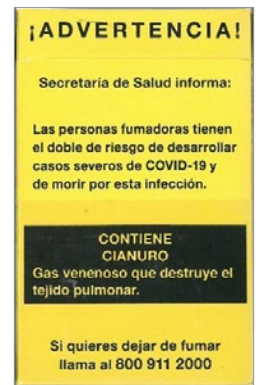 ¡ADVERTENCIA!
Secretaría de Salud informa:
Las personas fumadoras tienen
el doble de riesgo de desarrollar
casos severos de COVID-19 y
de morir por esta infección.
CONTIENE
CIANURO
Gas venenoso que destruye el
tejido pulmonar.
Si quieres dejar de fumar
llama al 800 911 2000